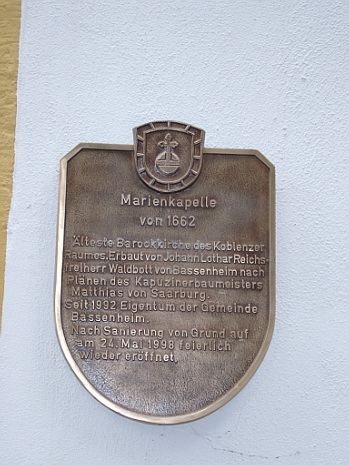 Marienkapelle
von 1662
Älteste Barockkirche des Koblenzer
Raumes. Erbaut von Johann Lothar Reichs-
freiherr Waldbott von Bassenheim nach
Plänen des Kapuzinerbaumeisters
Matthias von Saarburg.
Seit 1992 Eigentum der Gemeinde
Bassenheim.
Nach Sanierung von Grund auf
am 24. Mai 1998 feierlich
wieder eröffnet.